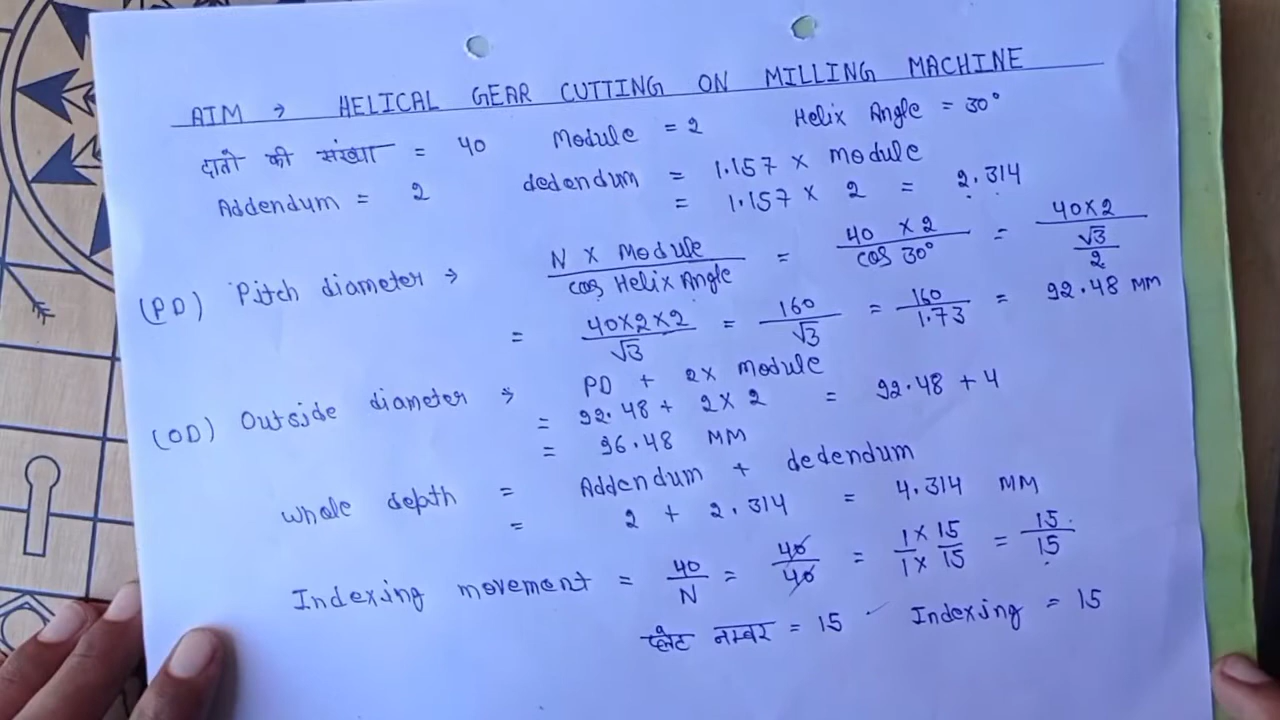 AIM → HELICAL GEAR CUTTING ON MILLING MACHINE
दातो की संख्या = 40 Module = 2 Helix Angle = 30°
Addendum = 2 dedendum = 1.157 × Module
= 1.157 × 2 = 2.314
(PD) Pitch diameter → N × Module / cos Helix Angle = 40 × 2 / cos 30° = 40×2 / √3/2
= 40×2×2 / √3 = 160 / √3 = 160 / 1.73 = 92.48 MM
(OD) Outside diameter → PD + 2× Module
= 92.48 + 2×2 = 92.48 + 4
= 96.48 MM
Whole depth = Addendum + dedendum
= 2 + 2.314 = 4.314 MM
Indexing movement = 40 / N = 40 / 40 = 1 × 15 / 1 × 15 = 15 / 15
प्लेट नम्बर = 15 Indexing = 15